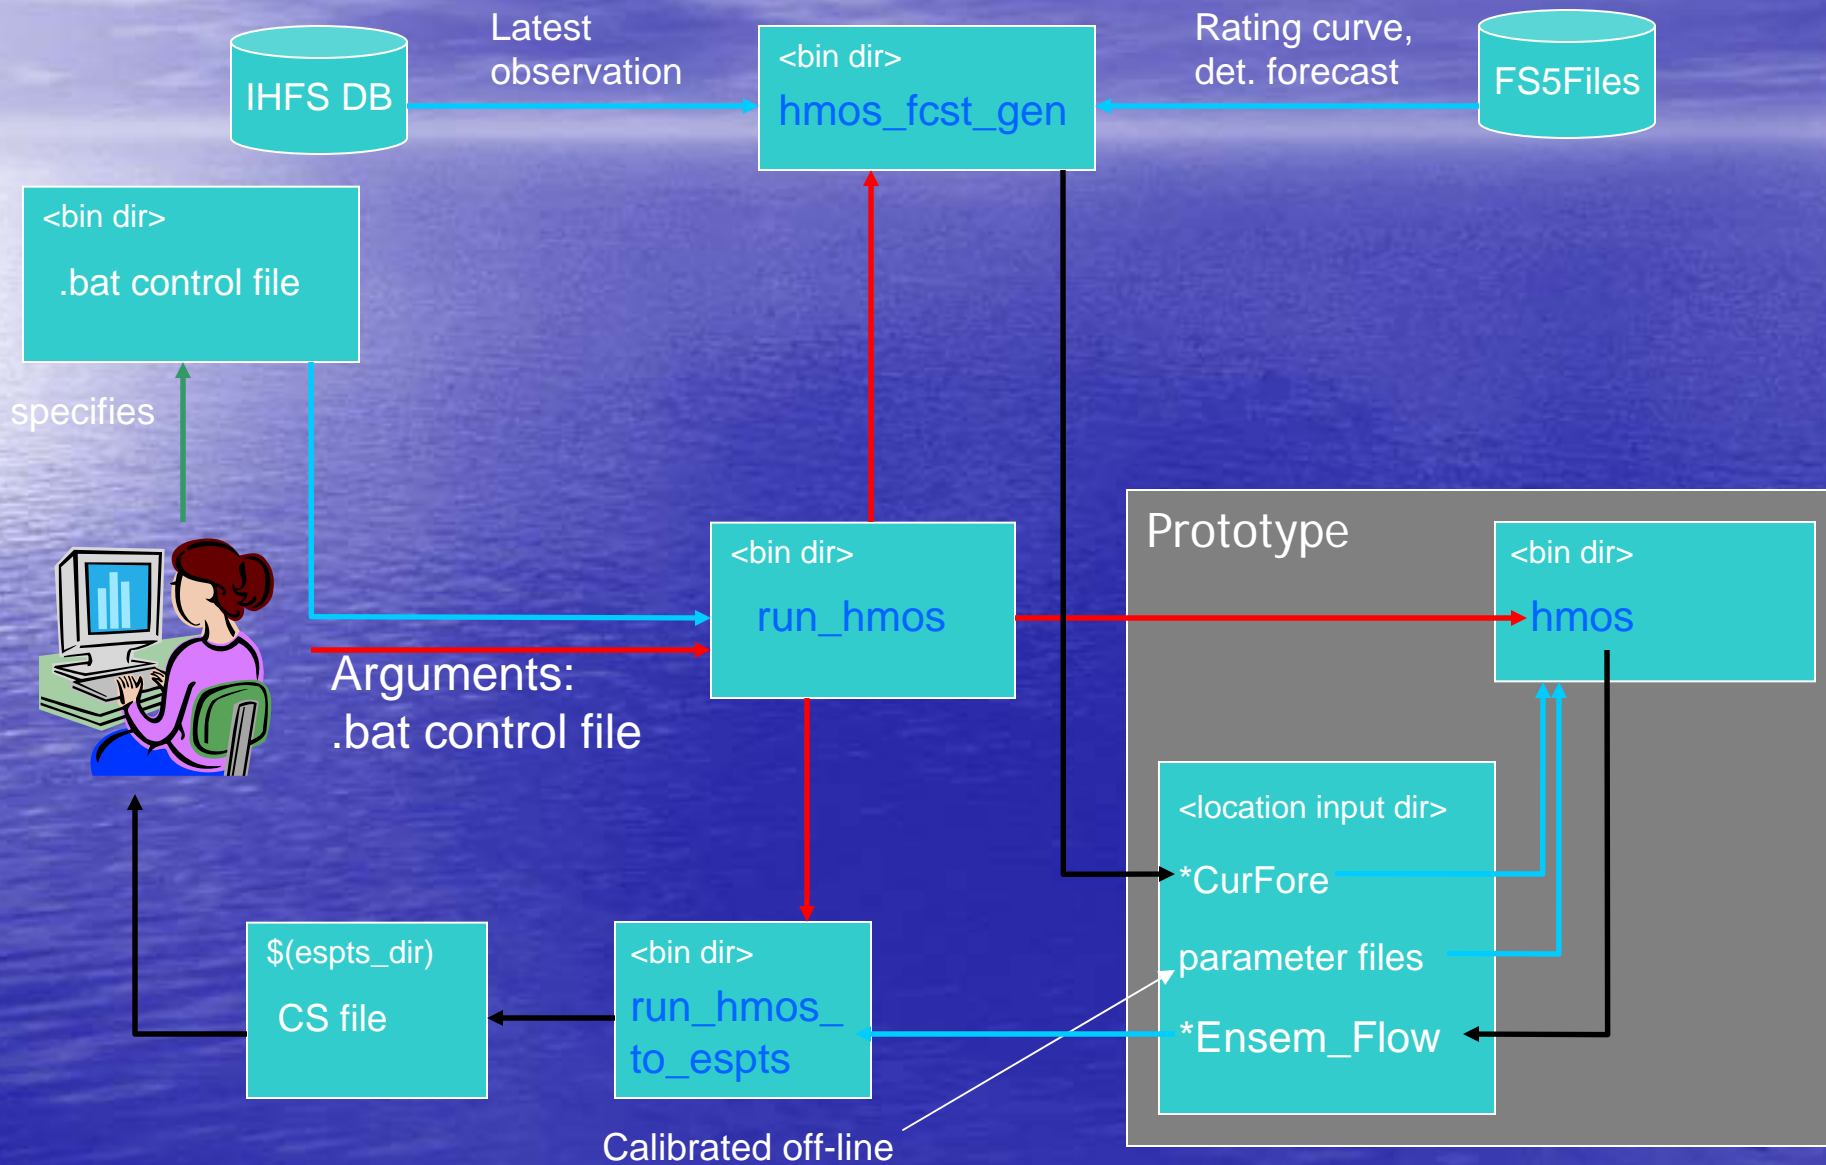 Latest
observation
Rating curve,
det. forecast
IHFS DB
<bin dir>
hmos_fcst_gen
FS5Files
<bin dir>
.bat control file
specifies
<bin dir>
run_hmos
Prototype
<bin dir>
hmos
Arguments:
.bat control file
<location input dir>
*CurFore
parameter files
*Ensem_Flow
$(espts_dir)
CS file
<bin dir>
run_hmos_
to_espts
Calibrated off-line